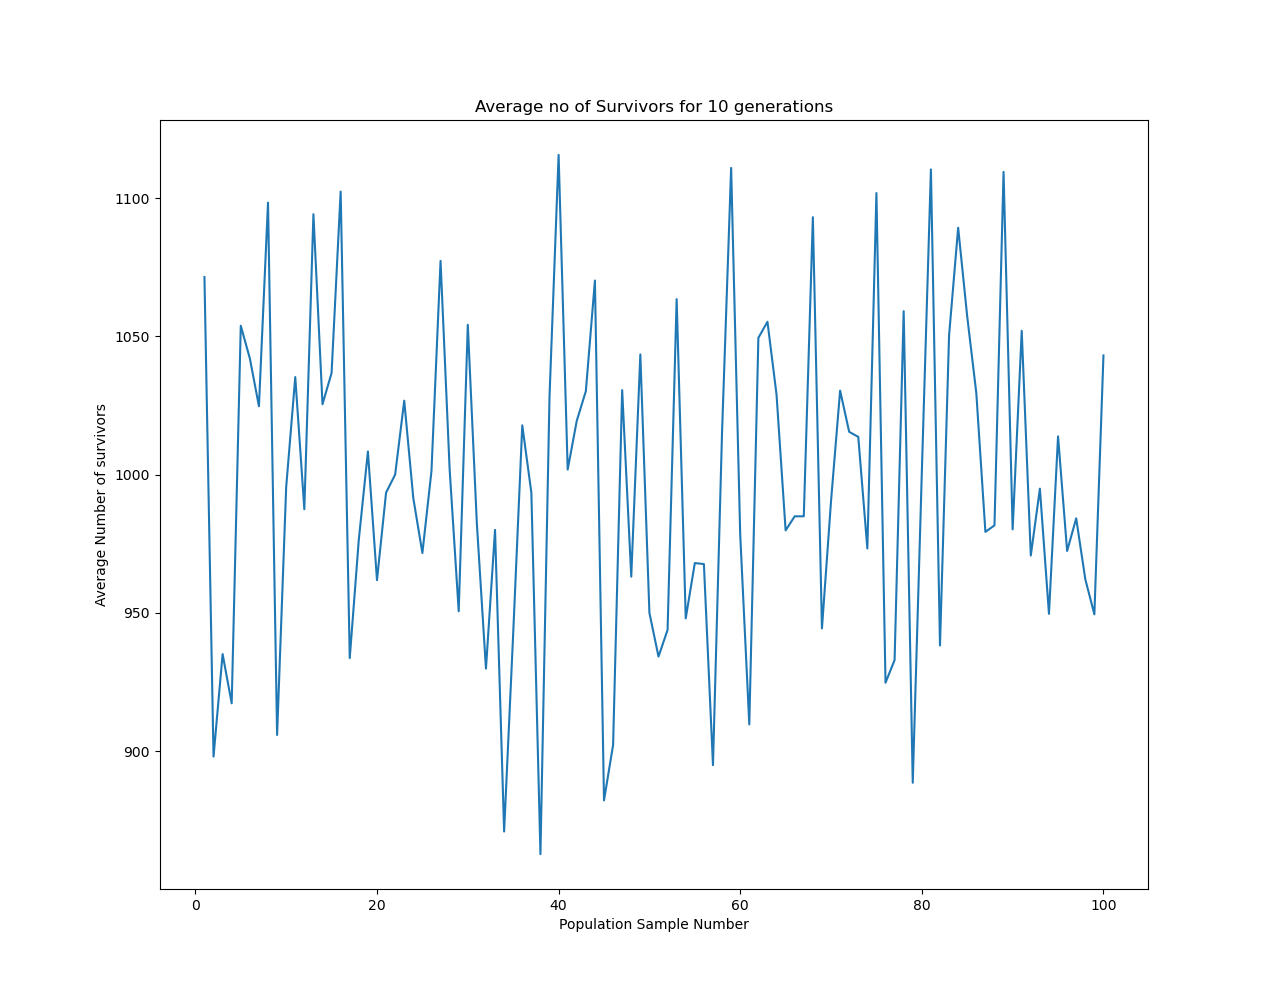 Average no of Survivors for 10 generations
Average Number of survivors
1100
1050
1000
950
900
0 20 40 60 80 100
Population Sample Number